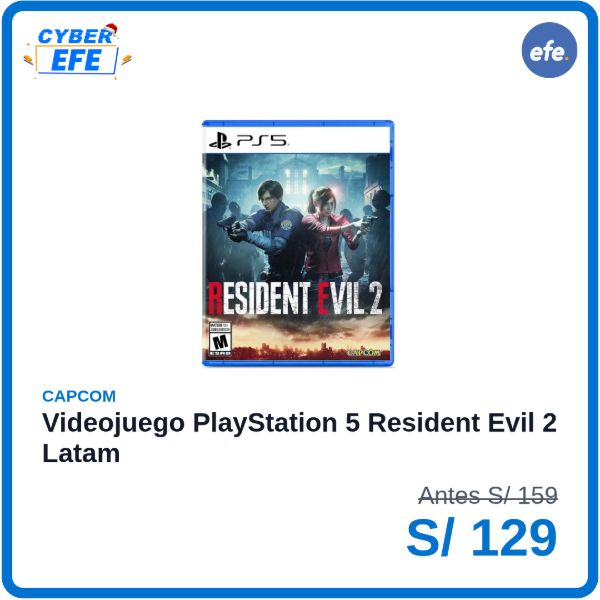 CYBER
EFE
efe.
PS5
RESIDENT EVIL 2
M
CAPCOM
CAPCOM
Videojuego PlayStation 5 Resident Evil 2
Latam
Antes S/ 159
S/ 129